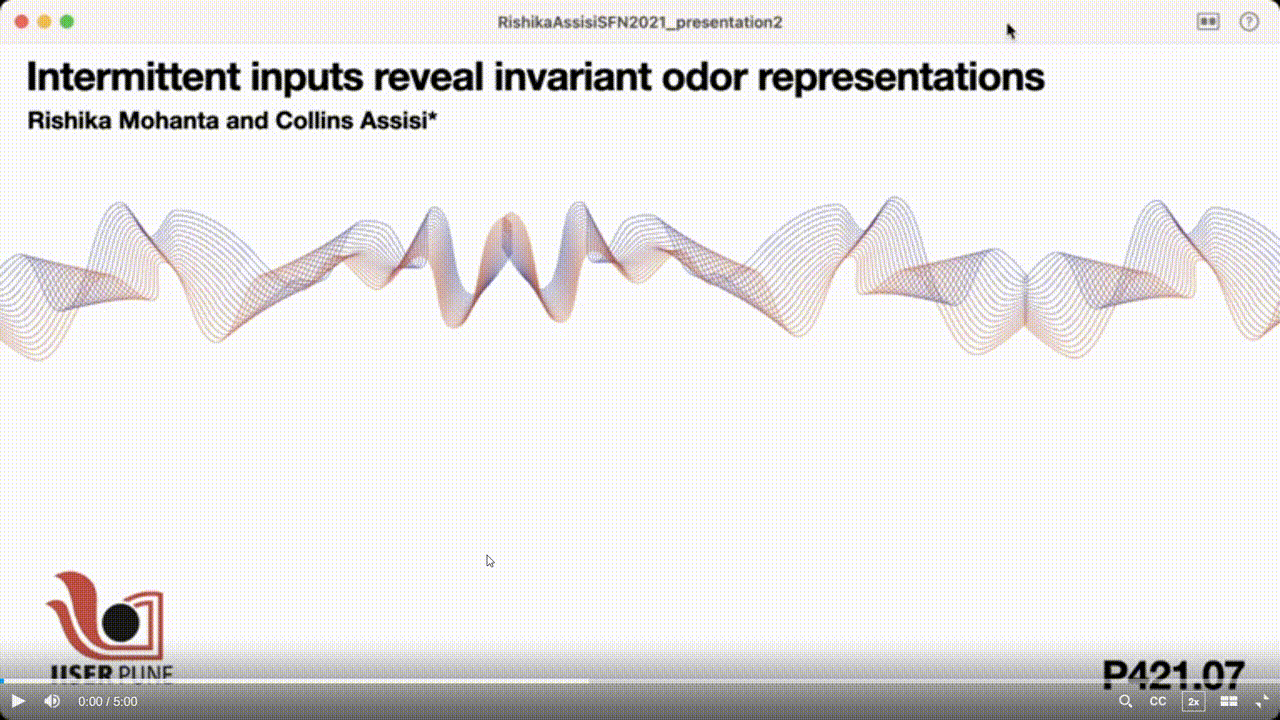 RishikaAssisiSFN2021_presentation2
Intermittent inputs reveal invariant odor representations
Rishika Mohanta and Collins Assisi*
IISER PUNE
P421.07
0:00 / 5:00
CC
2x